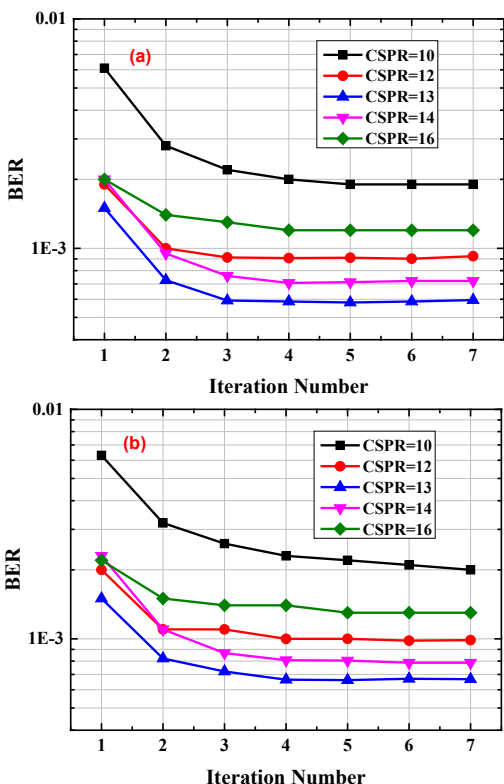 0.01
(a)
CSPR=10
CSPR=12
CSPR=13
CSPR=14
CSPR=16
BER
1E-3
1 2 3 4 5 6 7
Iteration Number
0.01
(b)
CSPR=10
CSPR=12
CSPR=13
CSPR=14
CSPR=16
BER
1E-3
1 2 3 4 5 6 7
Iteration Number